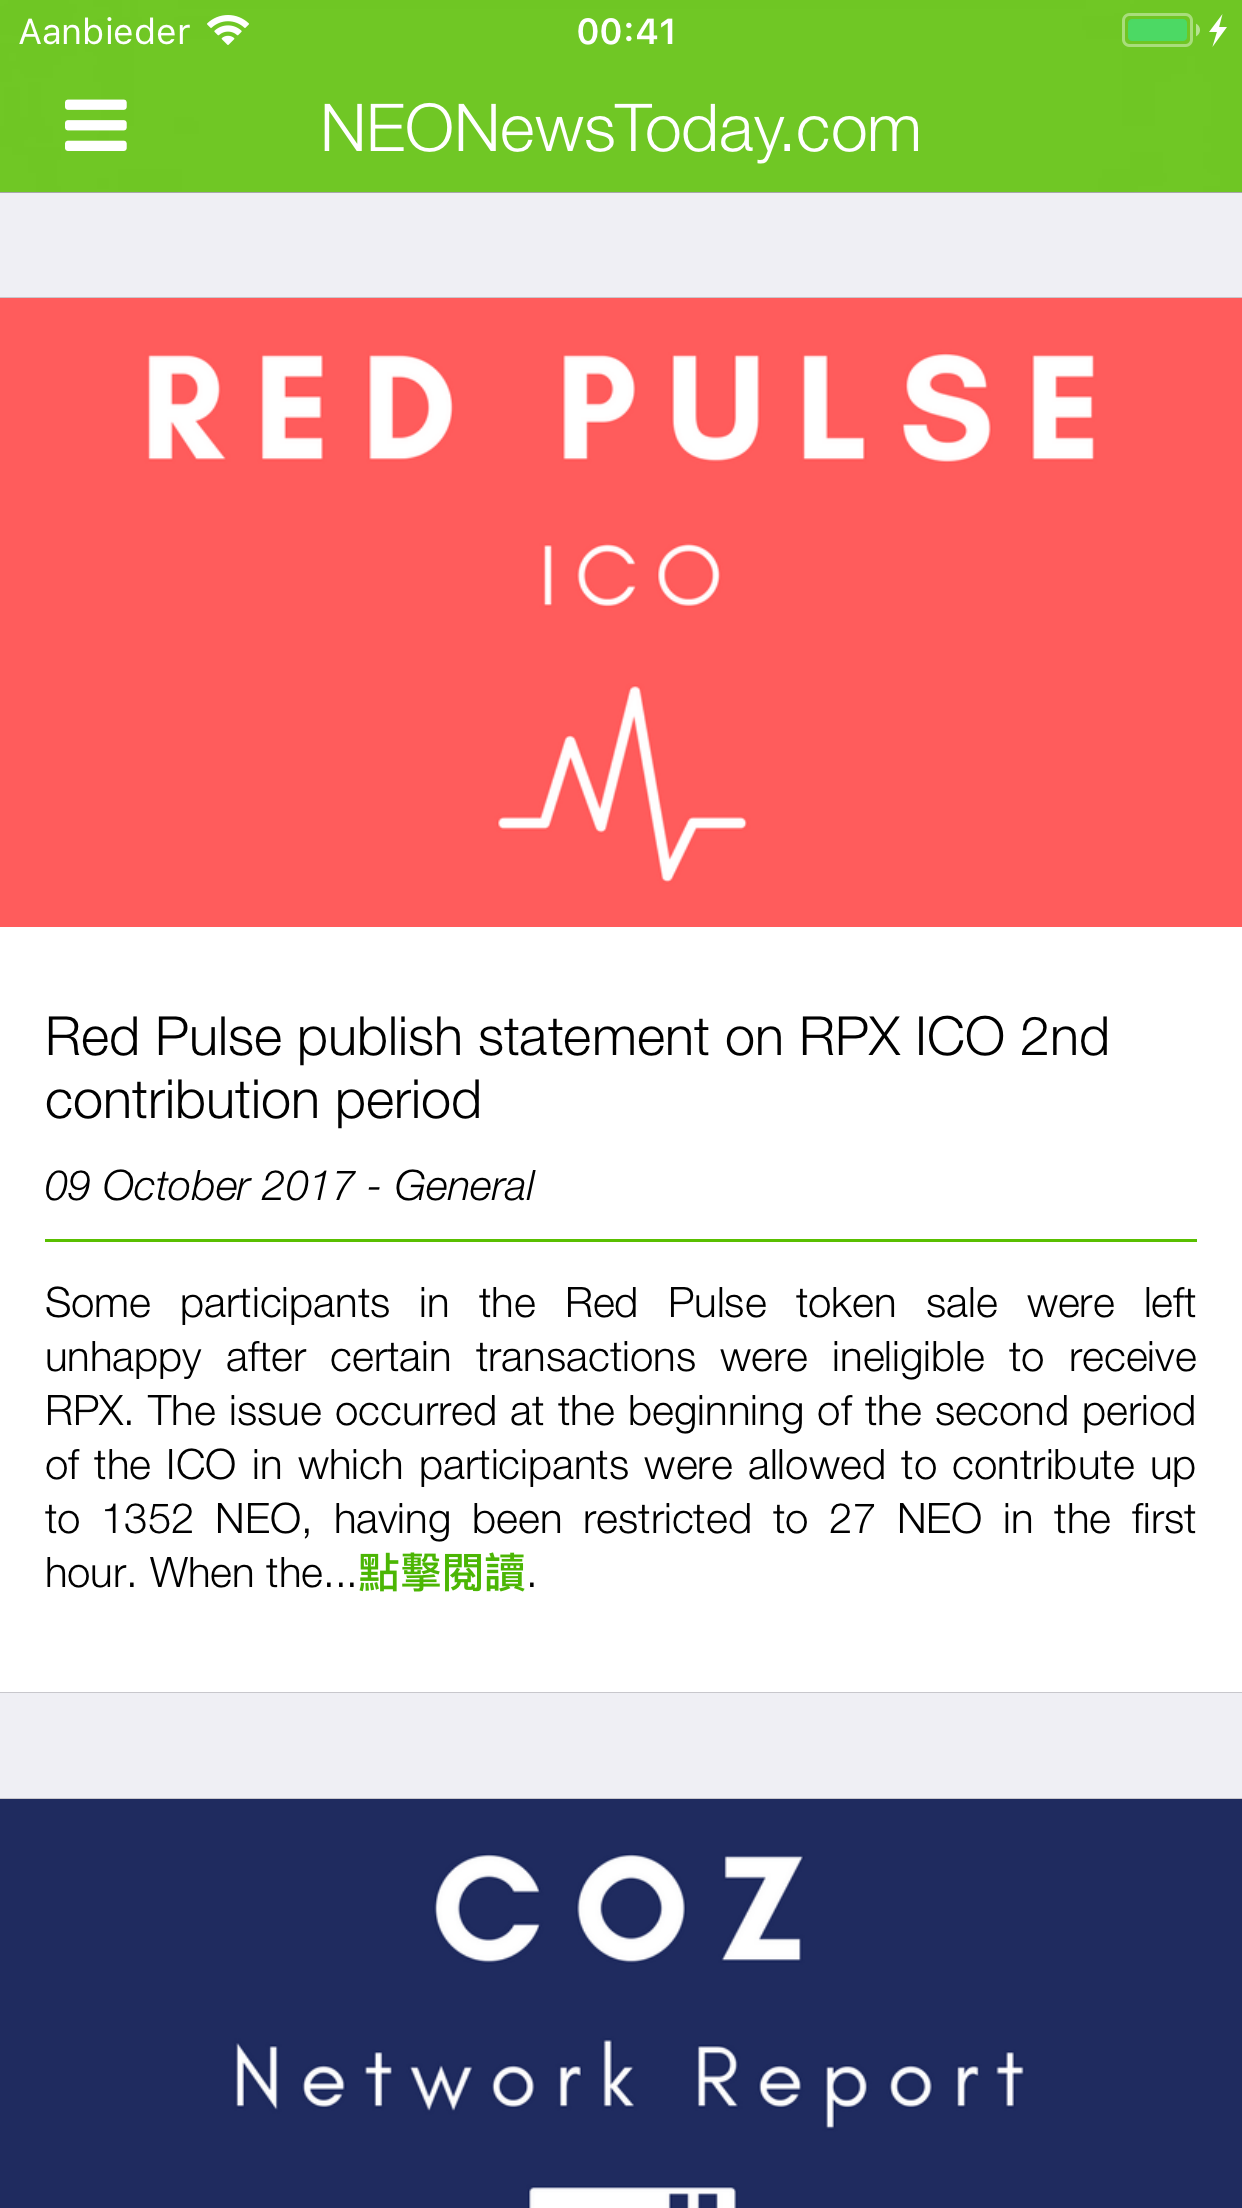 Aanbieder
00:41
NEONewsToday.com
RED PULSE
ICO
Red Pulse publish statement on RPX ICO 2nd
contribution period
09 October 2017 - General
Some participants in the Red Pulse token sale were left
unhappy after certain transactions were ineligible to receive
RPX. The issue occurred at the beginning of the second period
of the ICO in which participants were allowed to contribute up
to 1352 NEO, having been restricted to 27 NEO in the first
hour. When the...點擊閱讀.
COZ
Network Report